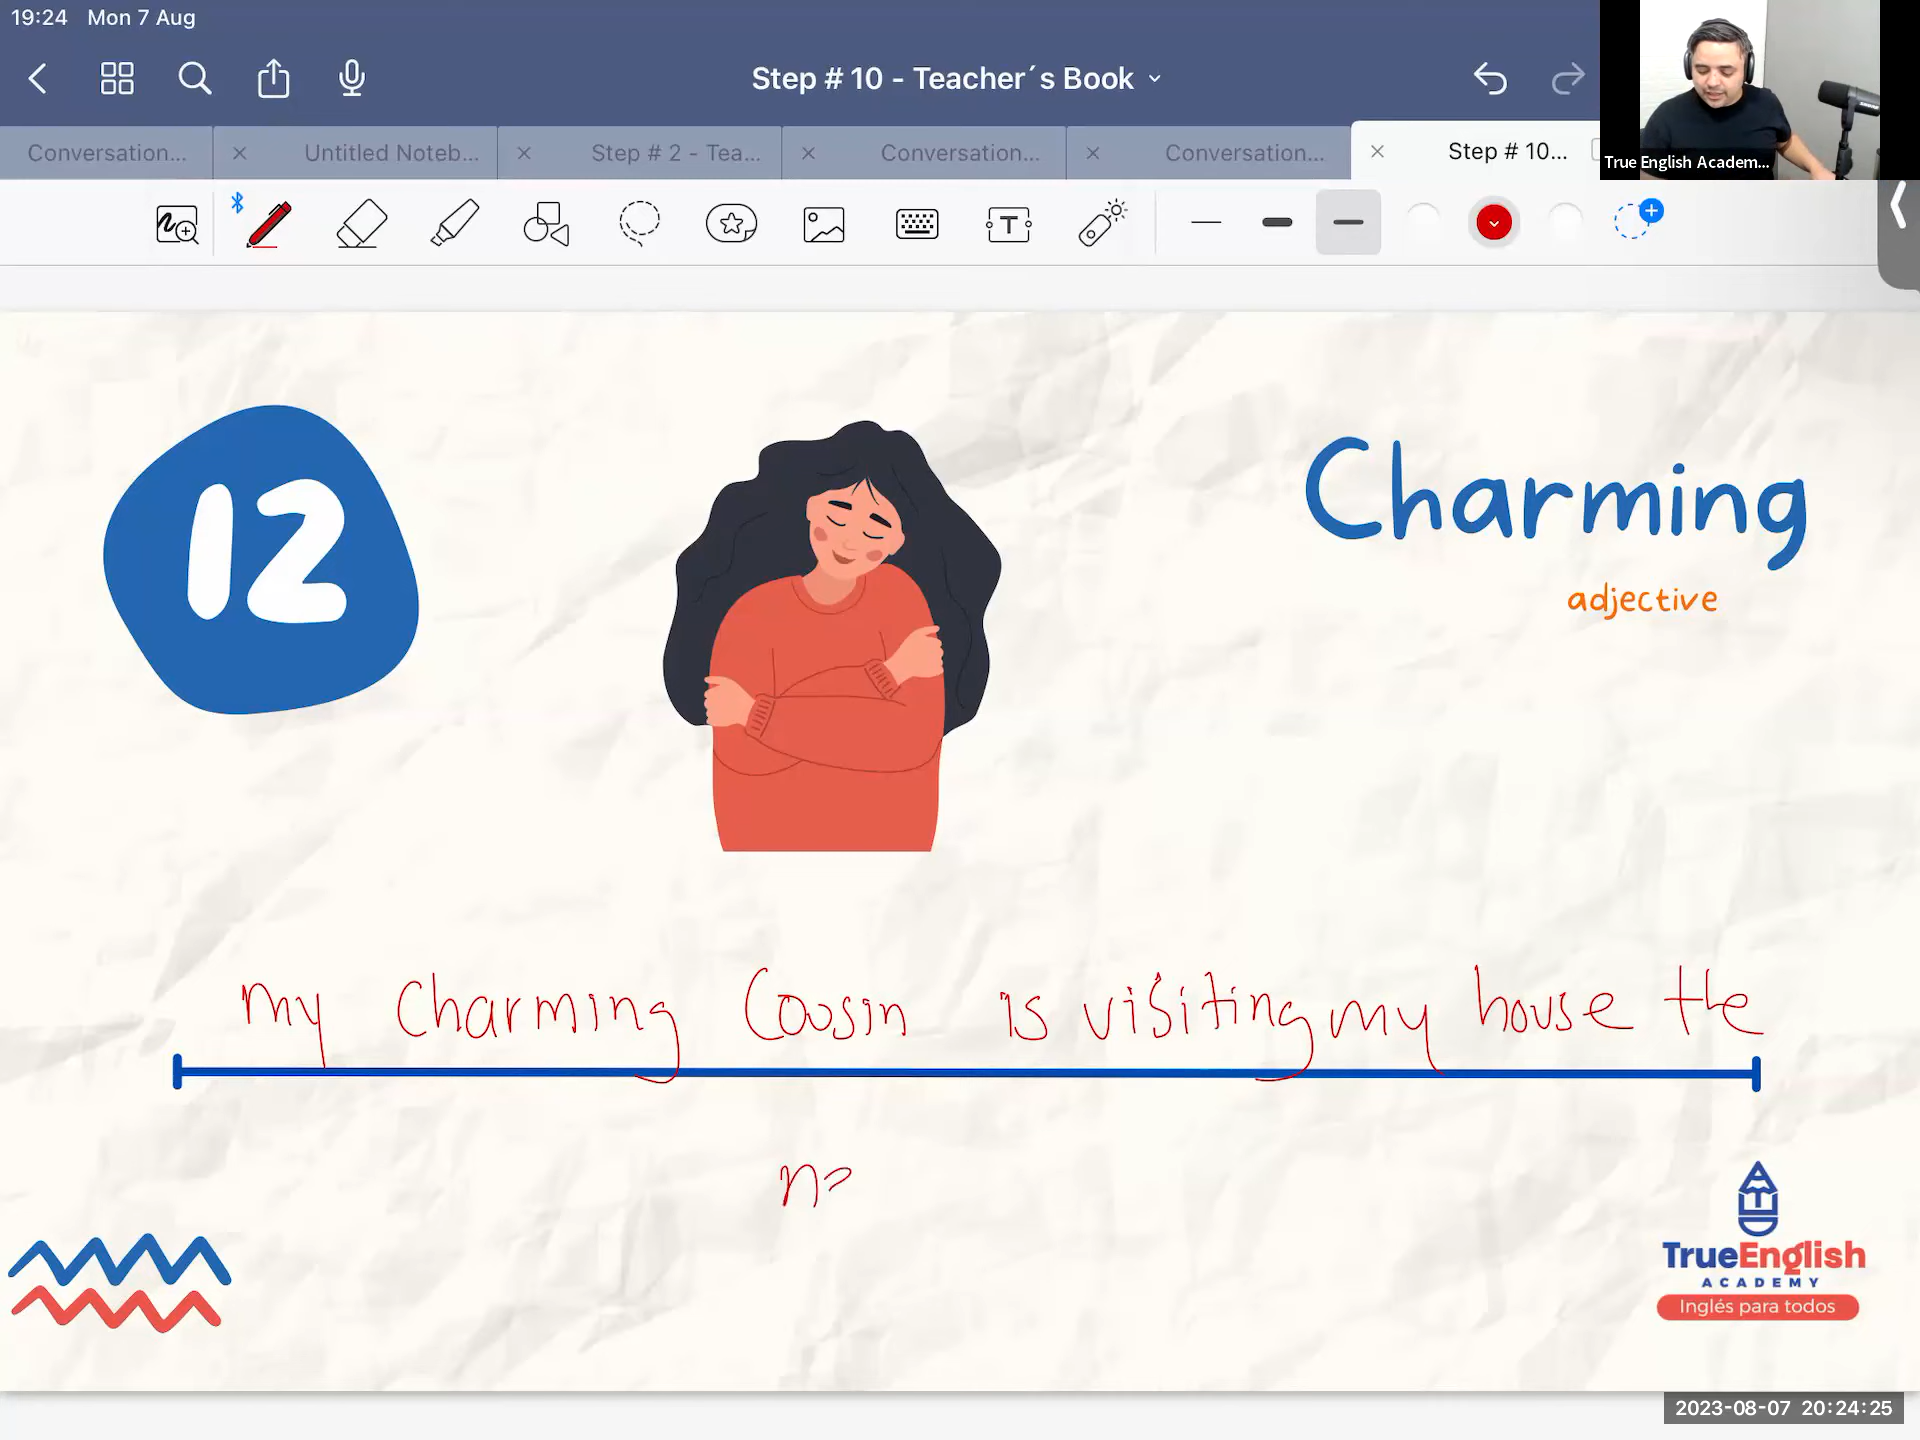 19:24 Mon 7 Aug
Step # 10 - Teacher´s Book
Conversation...
Untitled Noteb...
Step # 2 - Tea...
Conversation...
Conversation...
Step # 10...
True English Academ...
T
12
Charming
adjective
my charming Cousin is visiting my house the
TrueEnglish
ACADEMY
Inglés para todos
2023-08-07 20:24:25